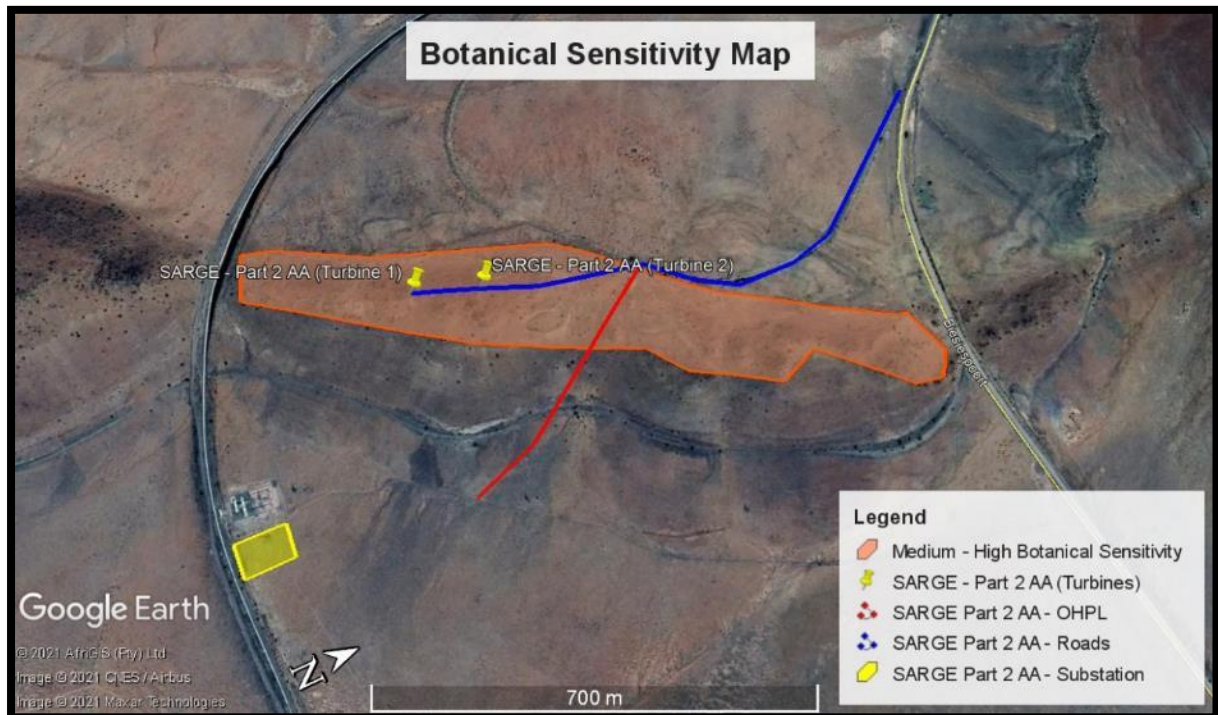 Botanical Sensitivity Map
SARGE - Part 2 AA (Turbine 1)
SARGE - Part 2 AA (Turbine 2)
Biesiespoort
Legend
Medium - High Botanical Sensitivity
SARGE - Part 2 AA (Turbines)
SARGE Part 2 AA - OHPL
SARGE Part 2 AA - Roads
SARGE Part 2 AA - Substation
Google Earth
© 2021 AfriGIS (Pty) Ltd
Image © 2021 CNES / Airbus
Image © 2021 Maxar Technologies
N
700 m